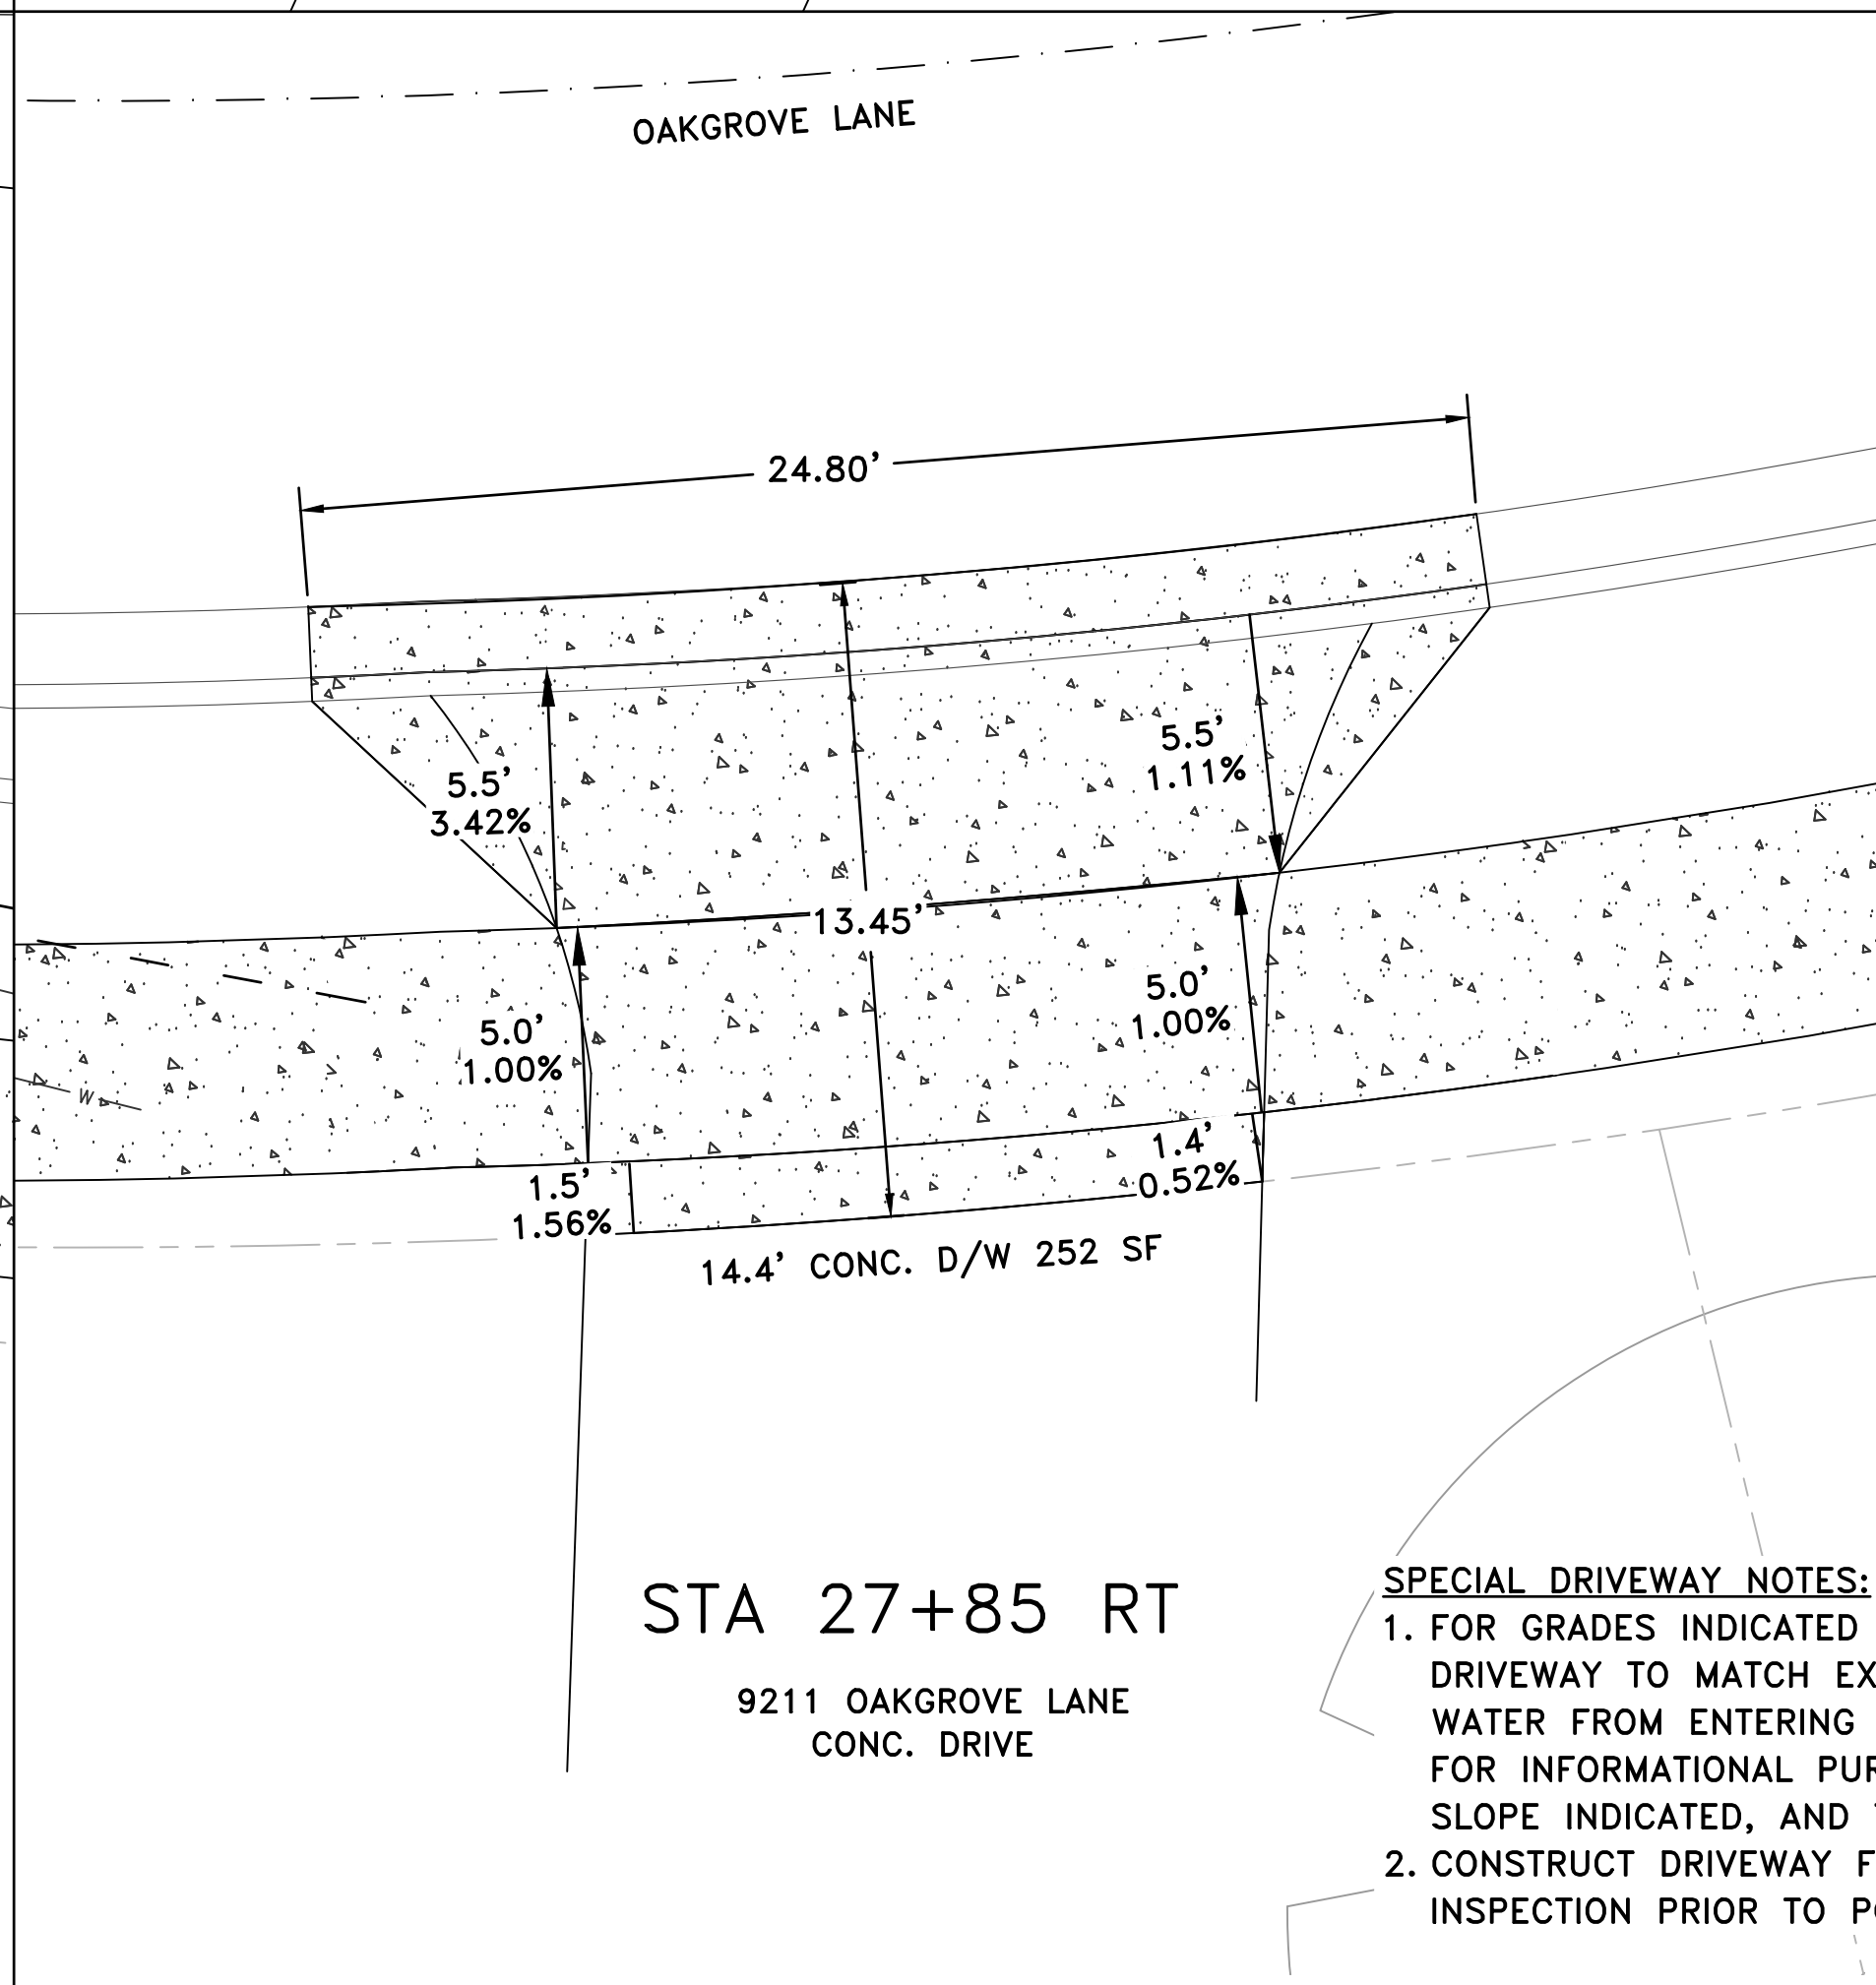 OAKGROVE LANE
24.80'
5.5'
1.11%
5.5'
3.42%
13.45'
5.0'
1.00%
5.0'
1.00%
W
1.4'
0.52%
1.5'
1.56%
14.4' CONC. D/W 252 SF
STA 27+85 RT
9211 OAKGROVE LANE
CONC. DRIVE
SPECIAL DRIVEWAY NOTES:
1. FOR GRADES INDICATED
DRIVEWAY TO MATCH EX
WATER FROM ENTERING
FOR INFORMATIONAL PUR
SLOPE INDICATED, AND
2. CONSTRUCT DRIVEWAY F
INSPECTION PRIOR TO PO